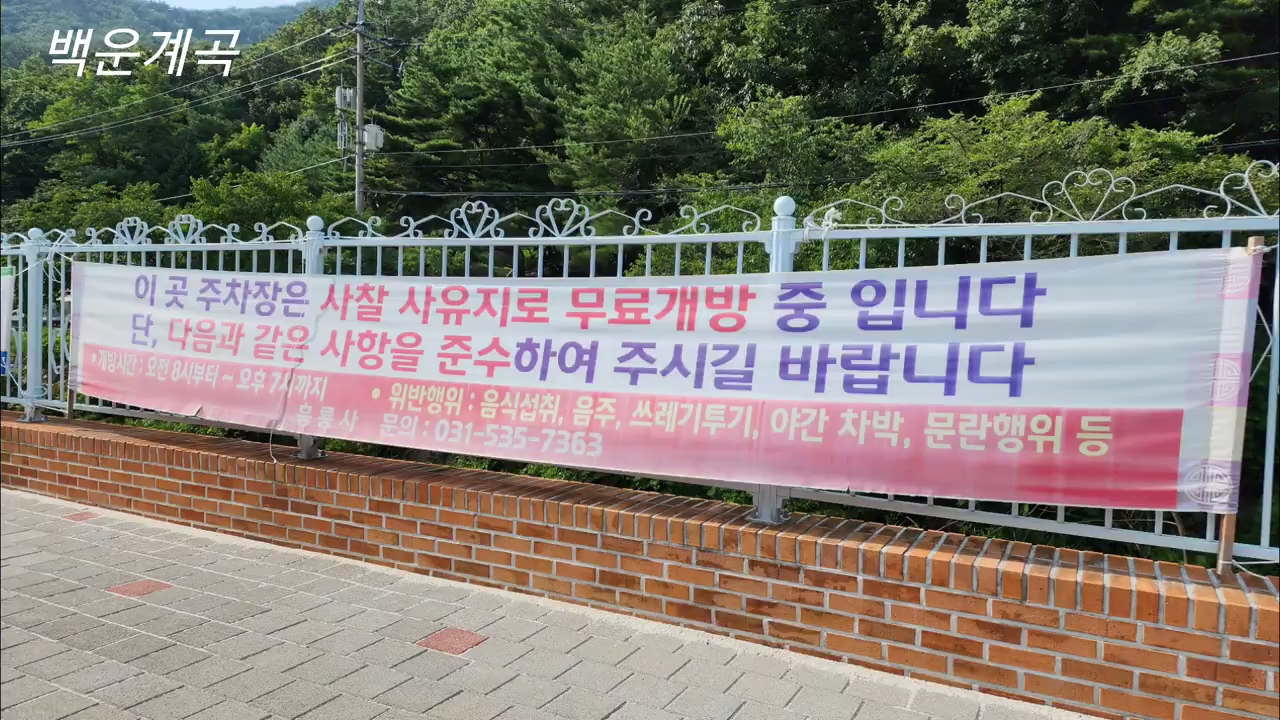 백운계곡
이 곳 주차장은 사찰 사유지로 무료개방 중 입니다
단, 다음과 같은 사항을 준수하여 주시길 바랍니다
• 개방시간 : 오전 8시부터 ~ 오후 7시까지
• 위반행위 : 음식섭취, 음주, 쓰레기투기, 야간 차박, 문란행위 등
흥룡사 문의 : 031-535-7363